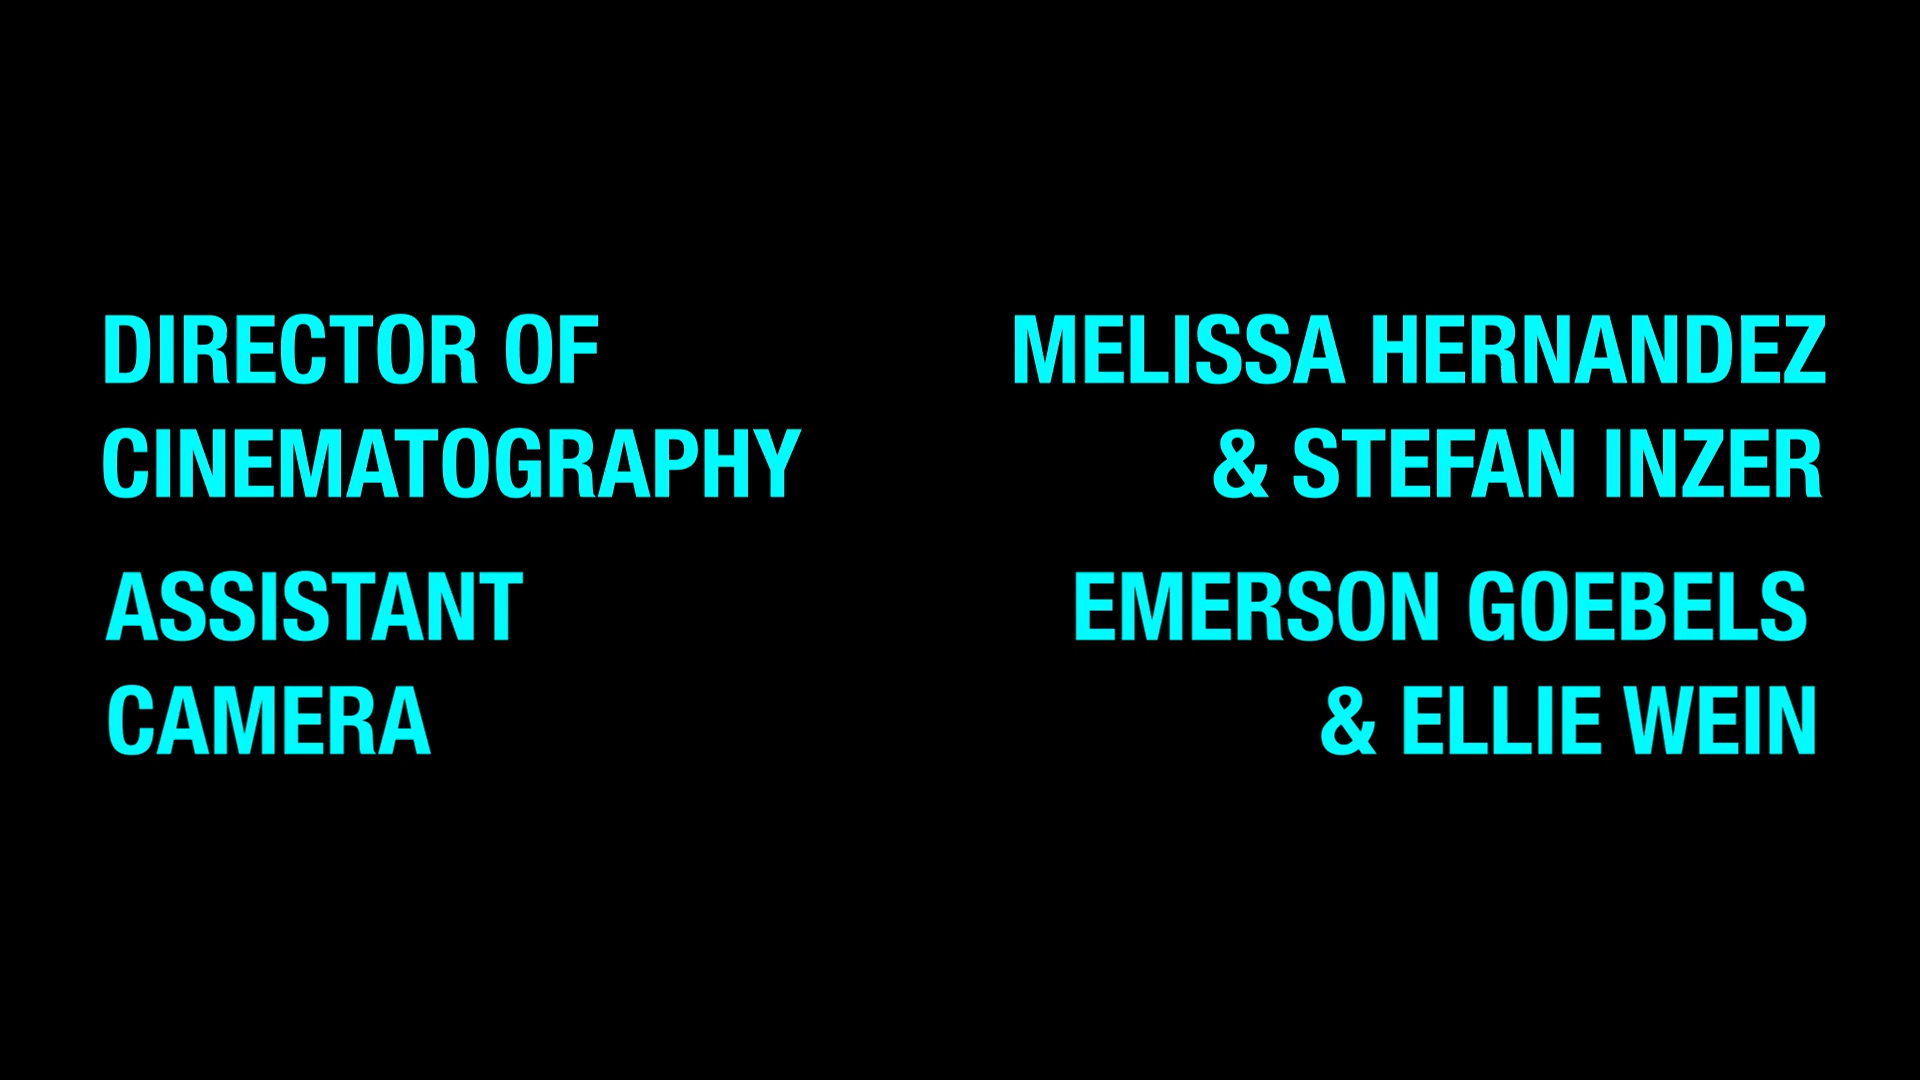 DIRECTOR OF
CINEMATOGRAPHY
MELISSA HERNANDEZ
& STEFAN INZER
ASSISTANT
CAMERA
EMERSON GOEBELS
& ELLIE WEIN